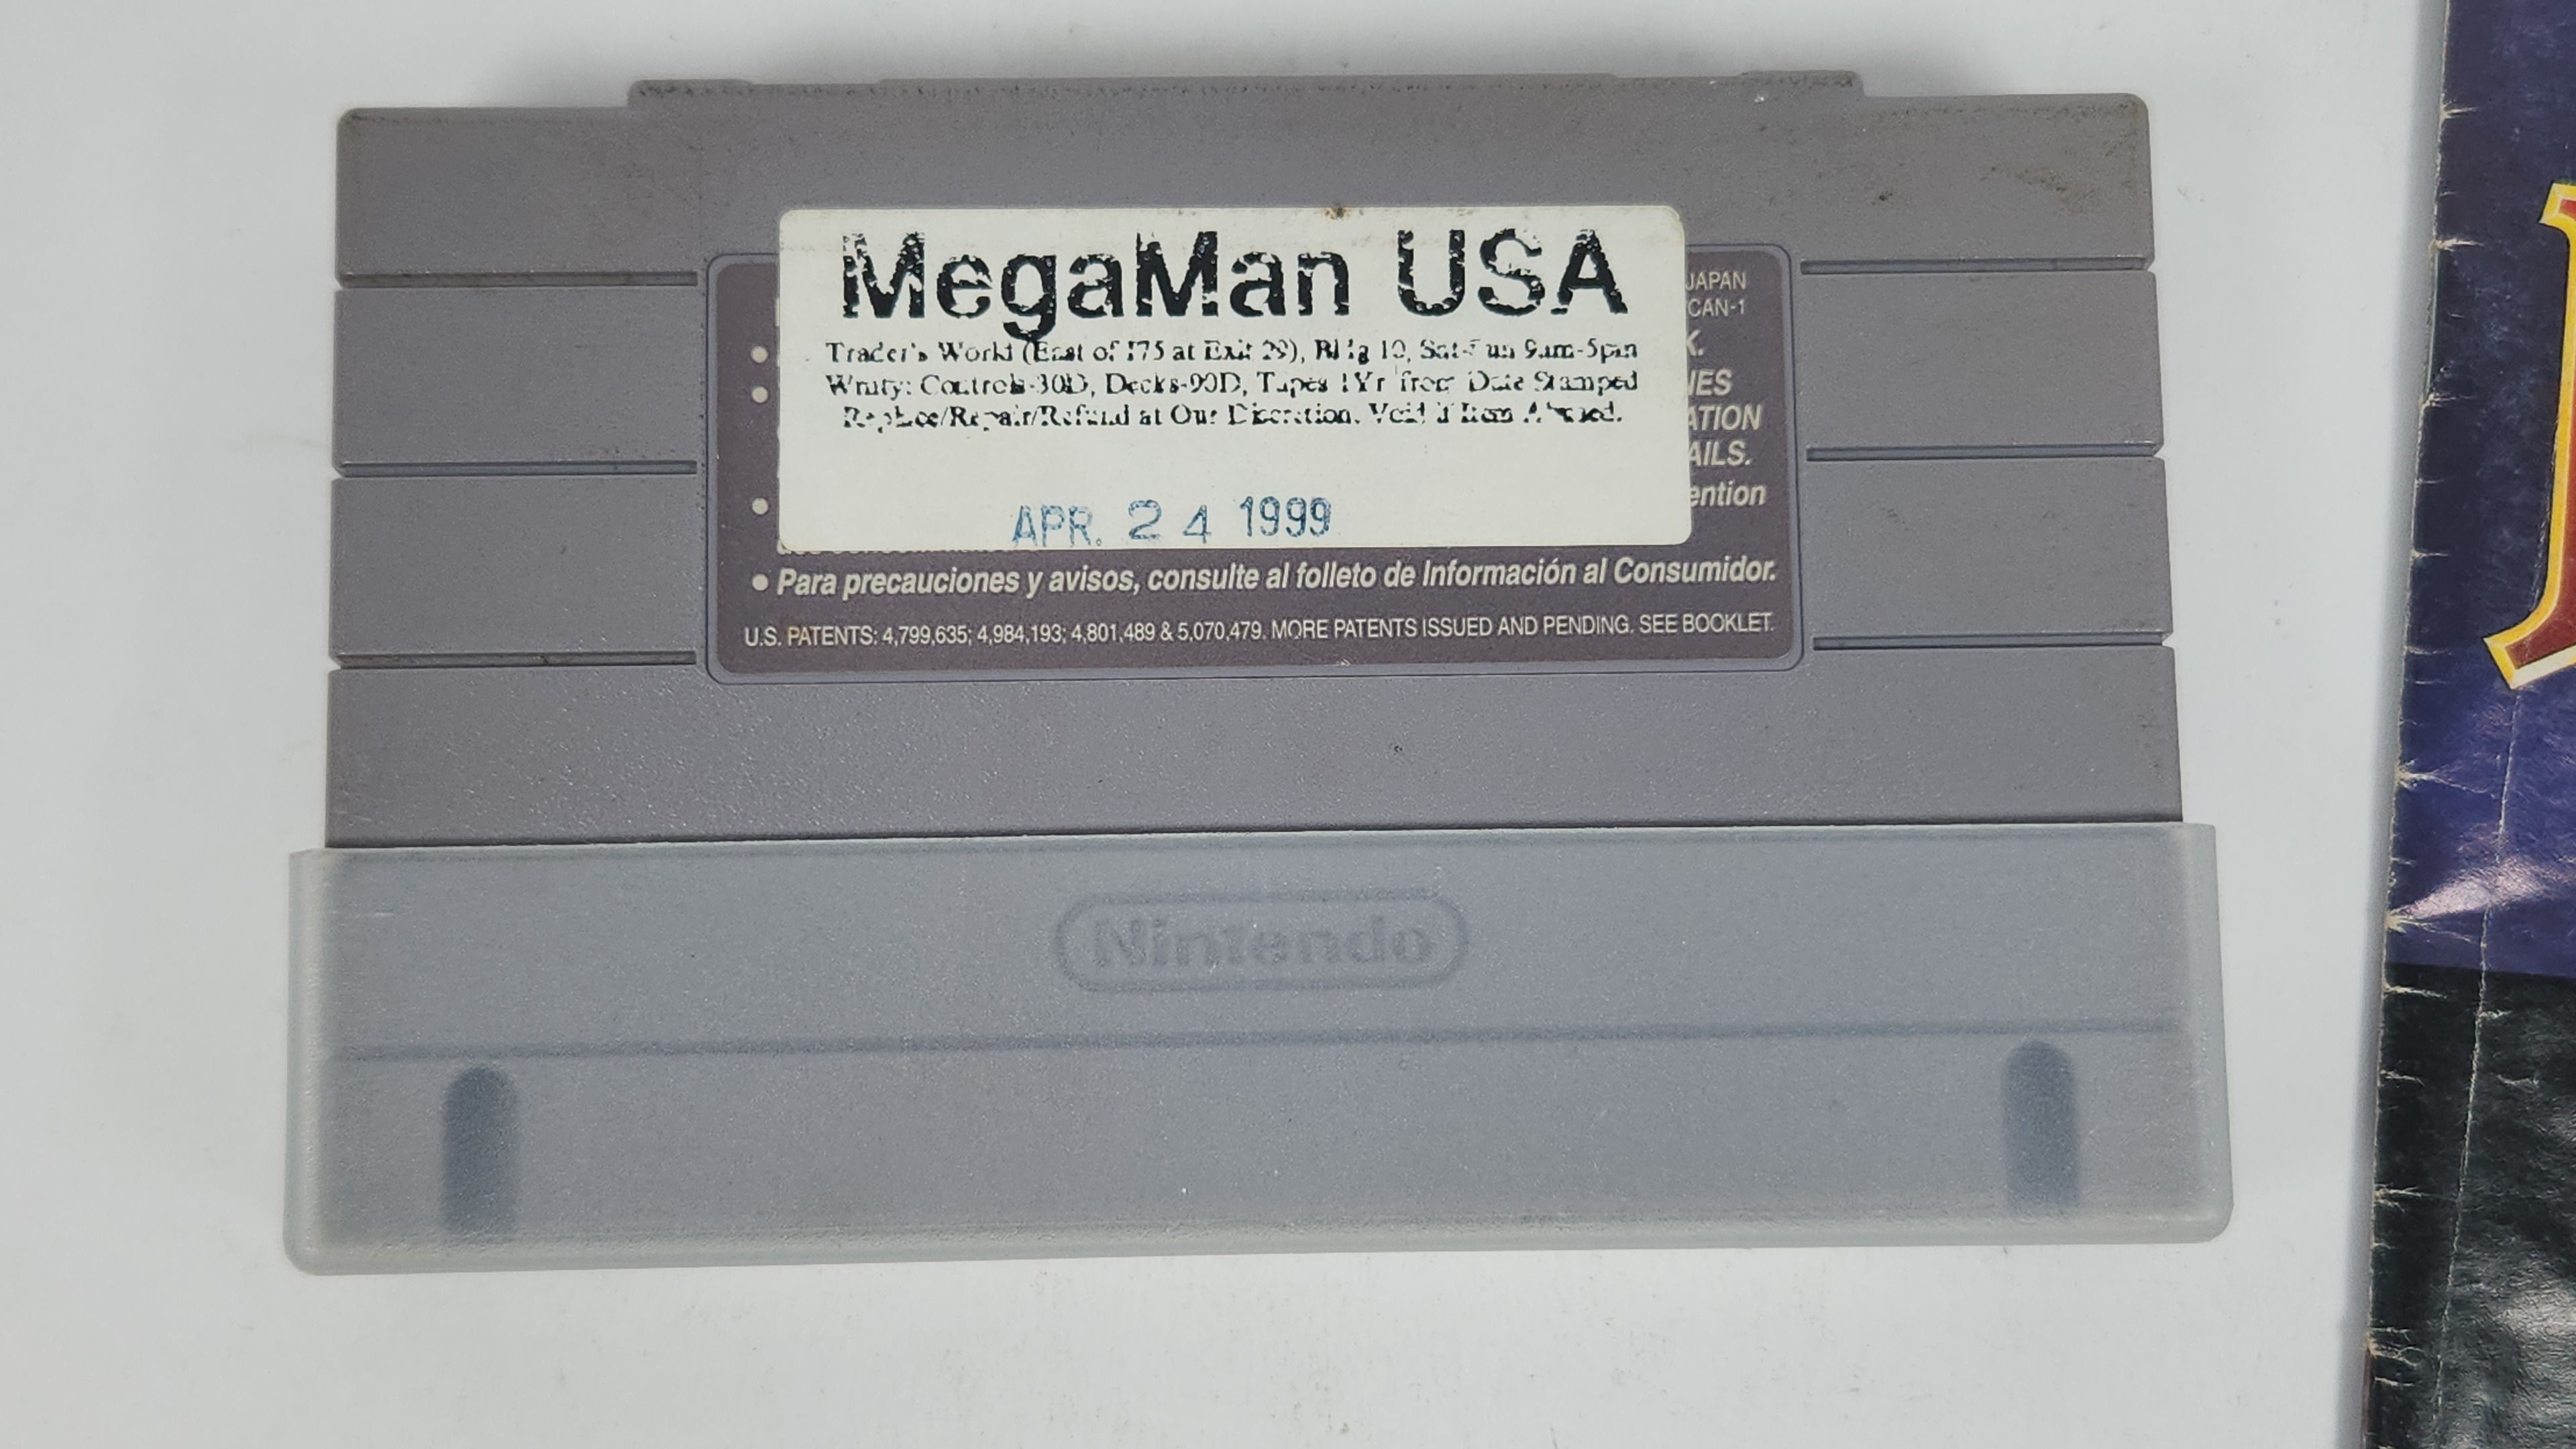 MegaMan USA
Trader's World (East of I75 at Exit 29), Bldg 10, Sat-Sun 9am-5pm
Wrnty: Controls-30D, Decks-90D, Tapes 1Yr from Date Stamped
Replace/Repair/Refund at Our Discretion. Void if Item Abused.
APR. 24 1999
JAPAN
CAN-1
K.
NES
ATION
AILS.
ention
● Para precauciones y avisos, consulte al folleto de Información al Consumidor.
U.S. PATENTS: 4,799,635; 4,984,193; 4,801,489 & 5,070,479. MORE PATENTS ISSUED AND PENDING. SEE BOOKLET.
Nintendo